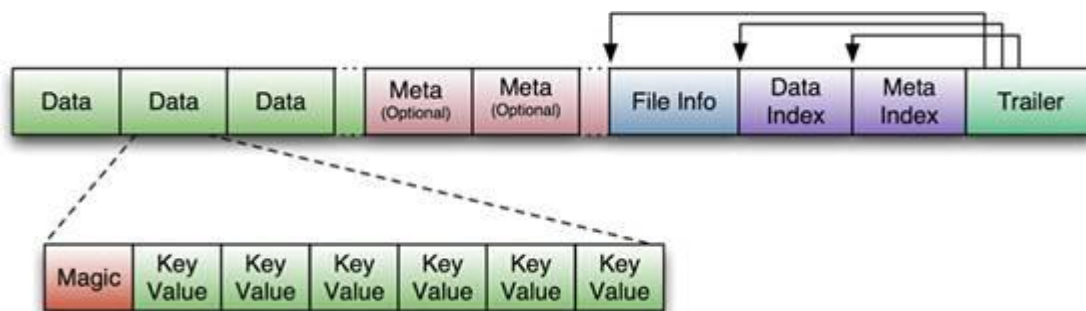 Data
Data
Data
Meta
(Optional)
Meta
(Optional)
File Info
Data
Index
Meta
Index
Trailer
Magic
Key
Value
Key
Value
Key
Value
Key
Value
Key
Value
Key
Value